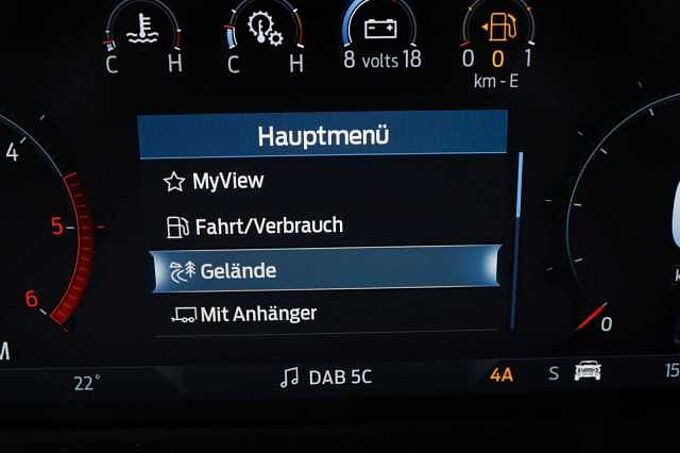 C H
C H
8 volts 18
0 0 1
km - E
Hauptmenü
MyView
Fahrt/Verbrauch
Gelände
Mit Anhänger
4
5
6
0
22°
DAB 5C
4A
S